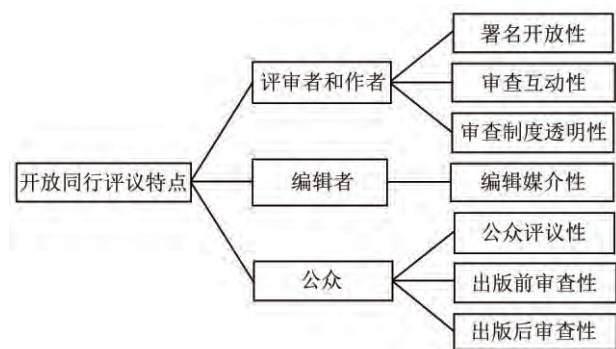 开放同行评议特点
评审者和作者
署名开放性
审查互动性
审查制度透明性
编辑者
编辑媒介性
公众
公众评议性
出版前审查性
出版后审查性